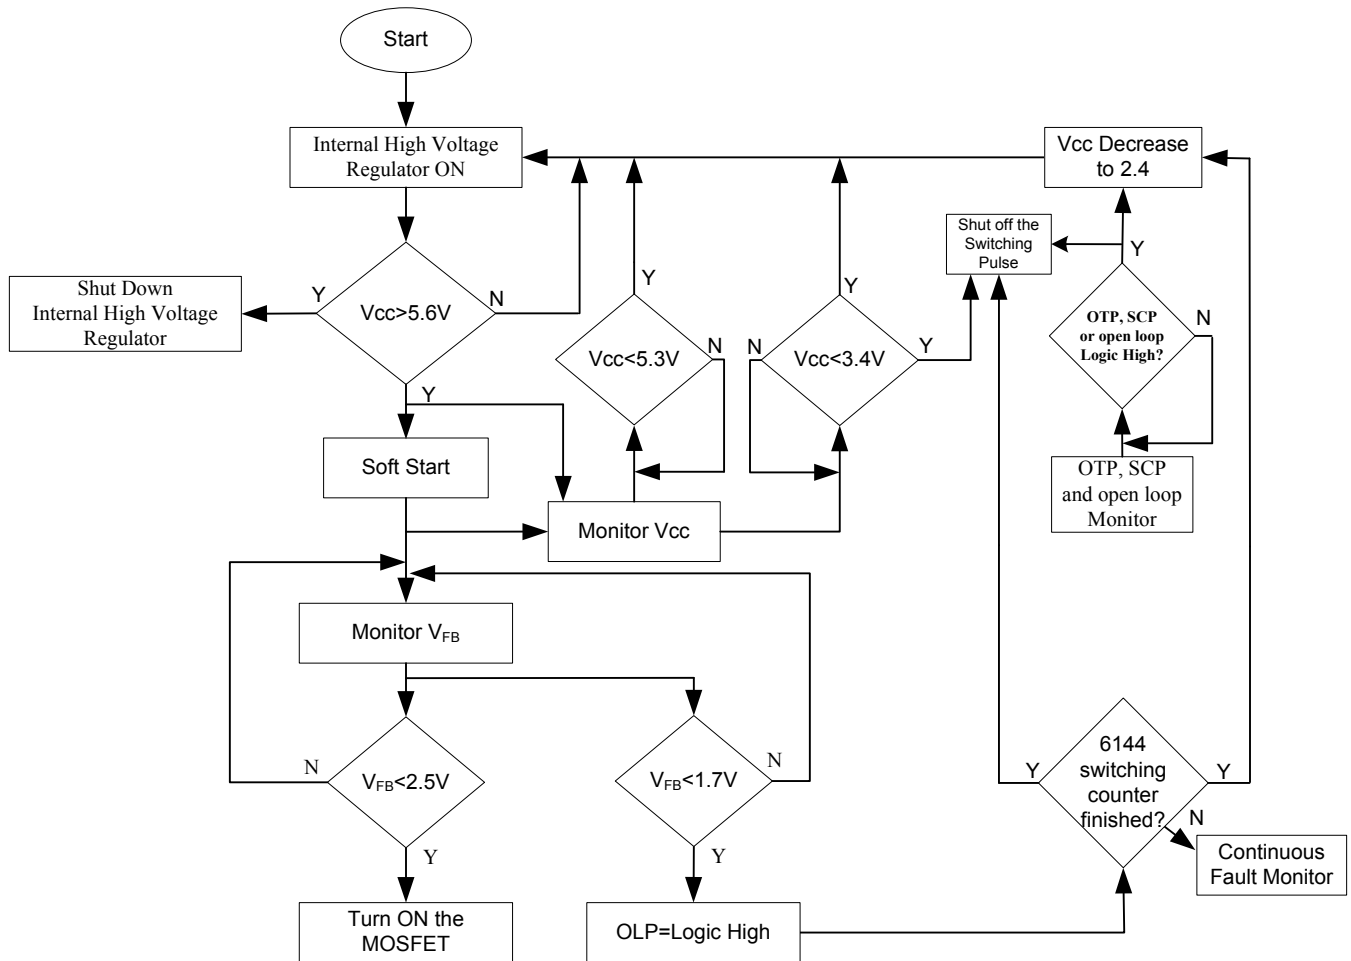 Start
Internal High Voltage
Regulator ON
Vcc Decrease
to 2.4
Shut off the
Switching
Pulse
Y
Shut Down
Internal High Voltage
Regulator
Y
Vcc>5.6V
N
Y
Vcc<5.3V
N
Y
N
Vcc<3.4V
Y
OTP, SCP
or open loop
Logic High?
N
Y
Soft Start
Monitor Vcc
OTP, SCP
and open loop
Monitor
Monitor VFB
N
VFB<2.5V
Y
VFB<1.7V
N
Y
Y
6144
switching
counter
finished?
Y
N
Continuous
Fault Monitor
Turn ON the
MOSFET
OLP=Logic High